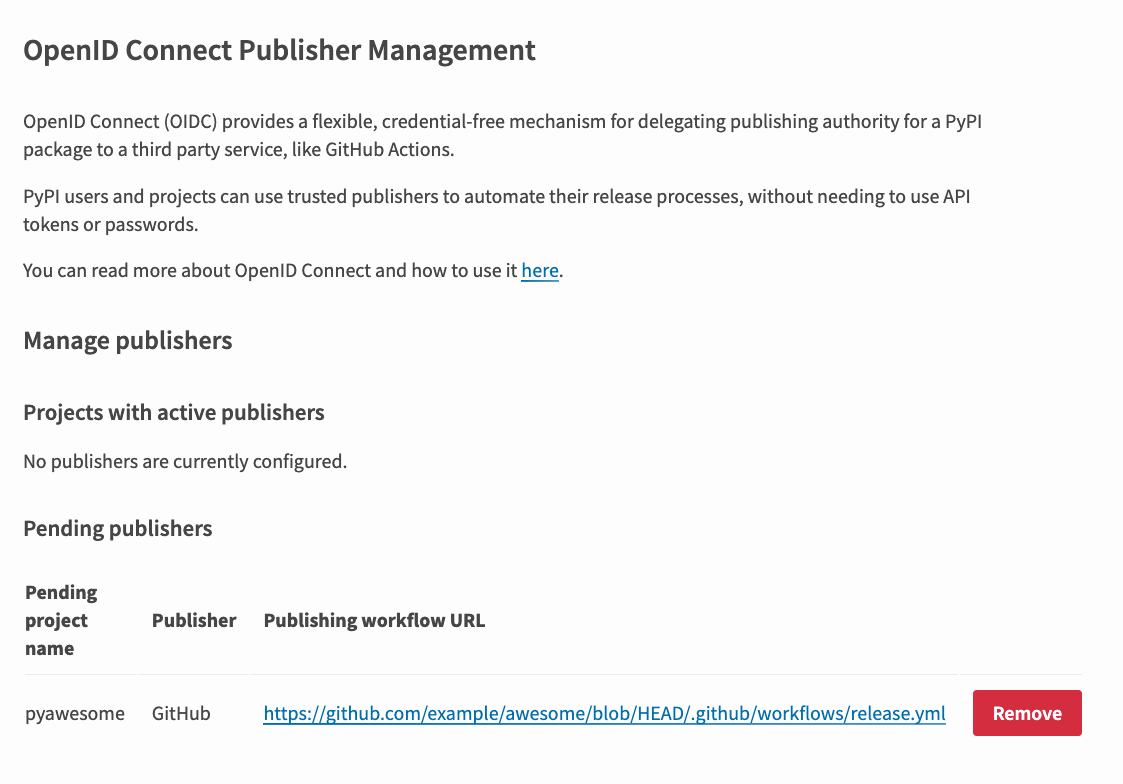 OpenID Connect Publisher Management
OpenID Connect (OIDC) provides a flexible, credential-free mechanism for delegating publishing authority for a PyPI
package to a third party service, like GitHub Actions.
PyPI users and projects can use trusted publishers to automate their release processes, without needing to use API
tokens or passwords.
You can read more about OpenID Connect and how to use it here.
Manage publishers
Projects with active publishers
No publishers are currently configured.
Pending publishers
Pending
project
name
Publisher
Publishing workflow URL
pyawesome
GitHub
https://github.com/example/awesome/blob/HEAD/.github/workflows/release.yml
Remove